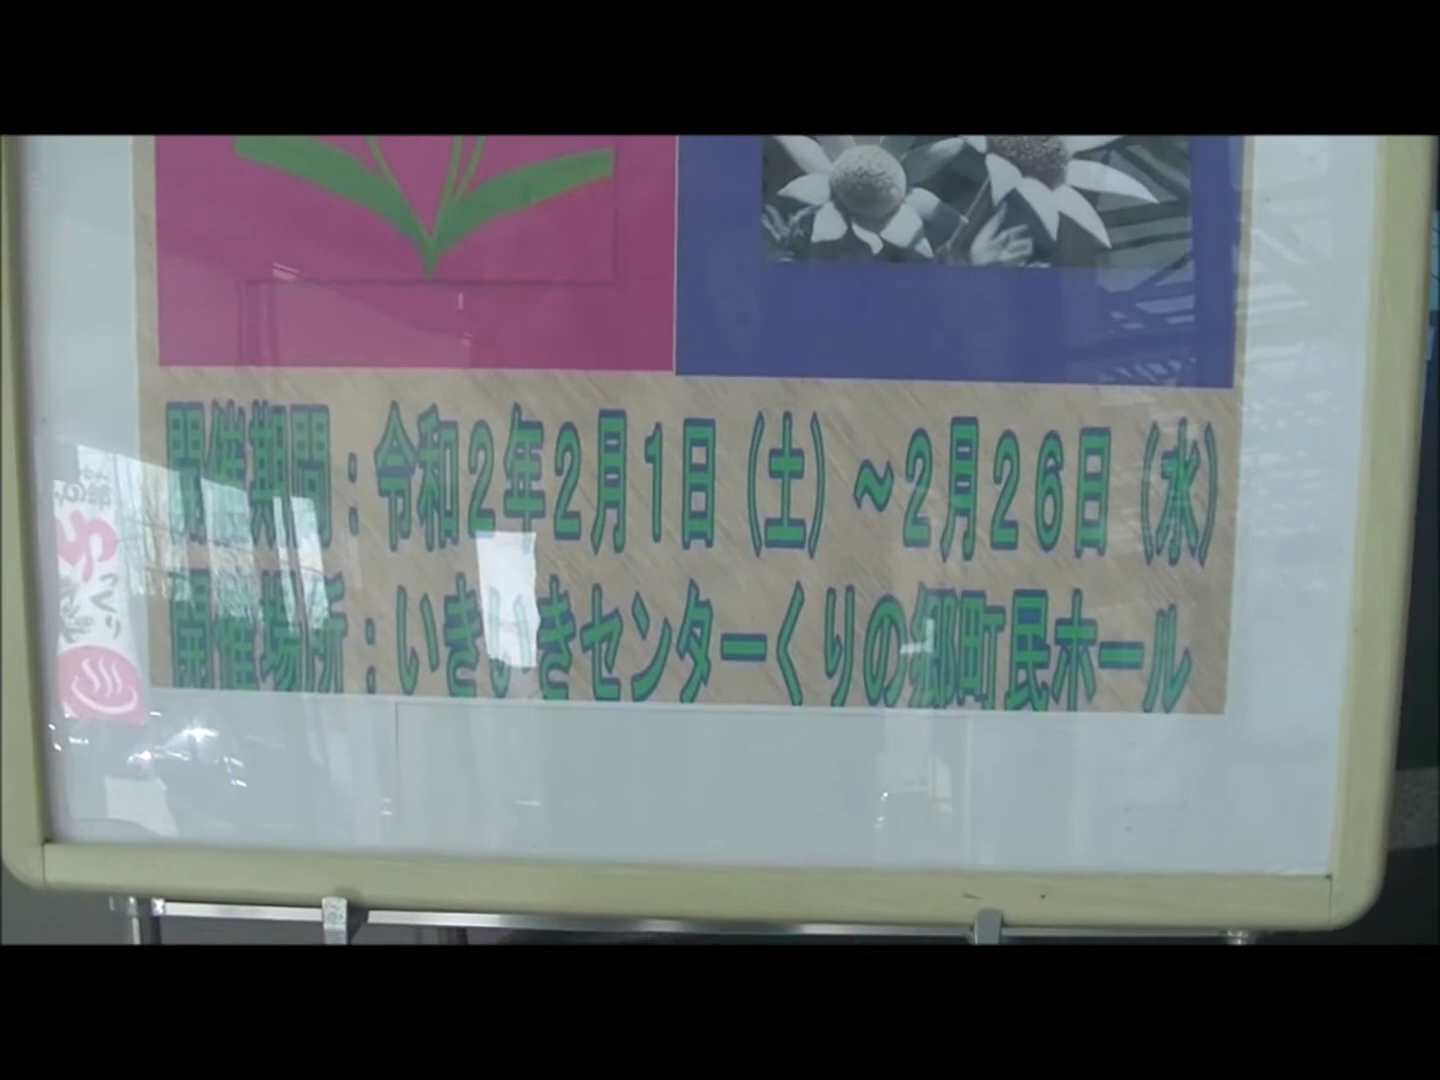 開催期間：令和２年２月１日（土）～２月２６日（水）
開催場所：いきいきセンターくりの郷町民ホール